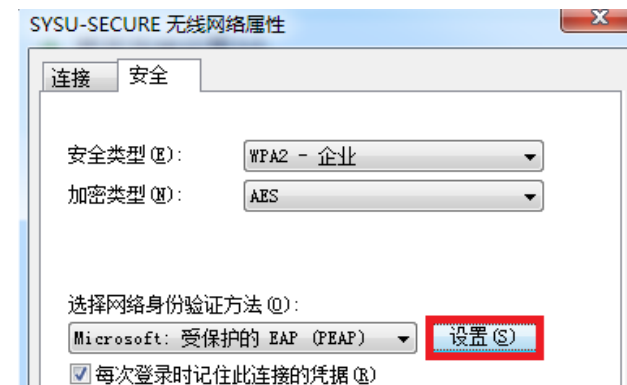 SYSU-SECURE 无线网络属性
连接 安全
安全类型(E): WPA2 - 企业
加密类型(N): AES
选择网络身份验证方法(O):
Microsoft: 受保护的 EAP (PEAP) 设置(S)
每次登录时记住此连接的凭据(R)